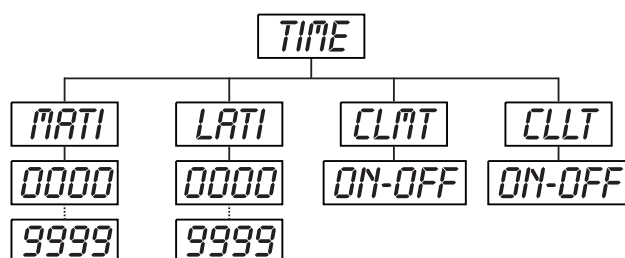 TIME
MATI LATI CLMT CLLT
0000 0000 ON-OFF ON-OFF
9999 9999